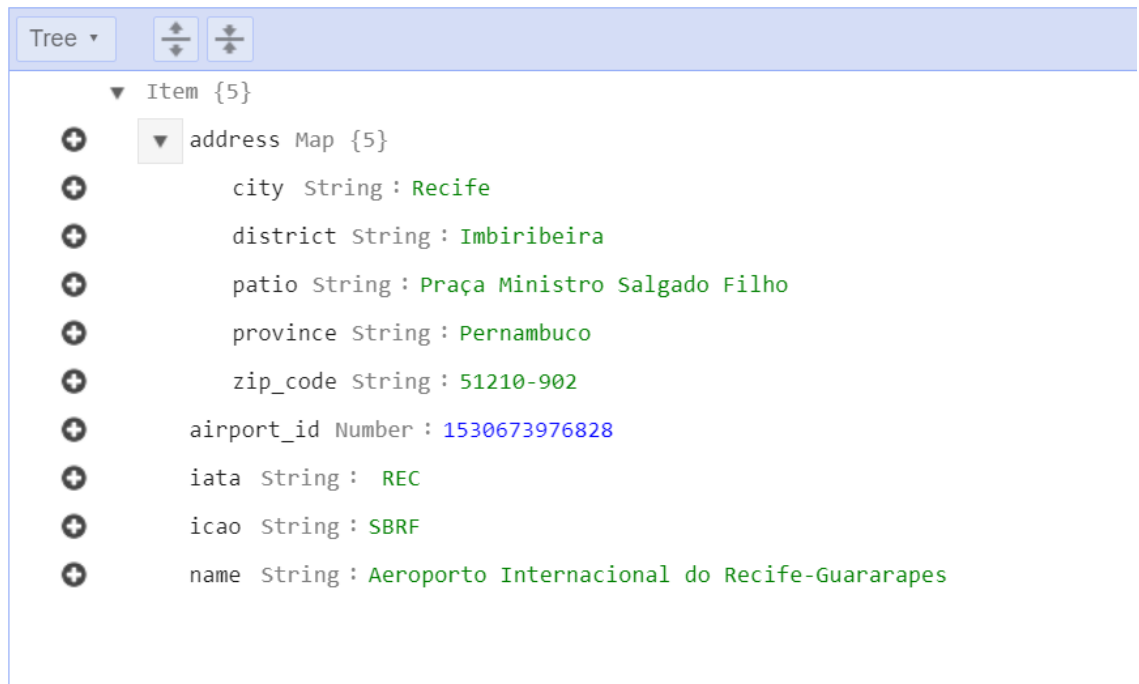 Tree
Item {5}
address Map {5}
city String : Recife
district String : Imbiribeira
patio String : Praça Ministro Salgado Filho
province String : Pernambuco
zip_code String : 51210-902
airport_id Number : 1530673976828
iata String :  REC
icao String : SBRF
name String : Aeroporto Internacional do Recife-Guararapes